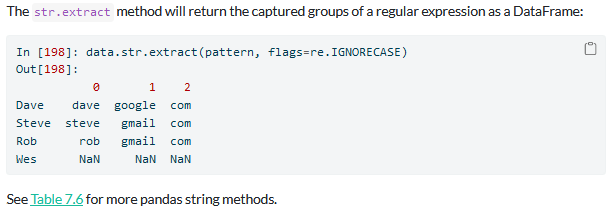 The str.extract method will return the captured groups of a regular expression as a DataFrame:
In [198]: data.str.extract(pattern, flags=re.IGNORECASE)
Out[198]:
           0       1    2
Dave    dave  google  com
Steve  steve   gmail  com
Rob      rob   gmail  com
Wes      NaN     NaN  NaN
See Table 7.6 for more pandas string methods.